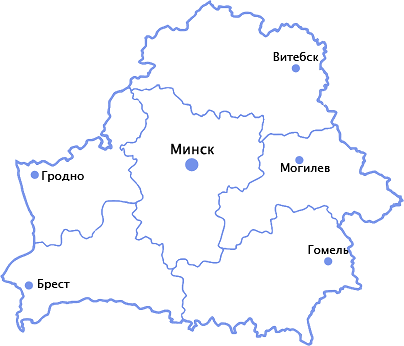 Витебск
Минск
Могилев
Гродно
Гомель
Брест